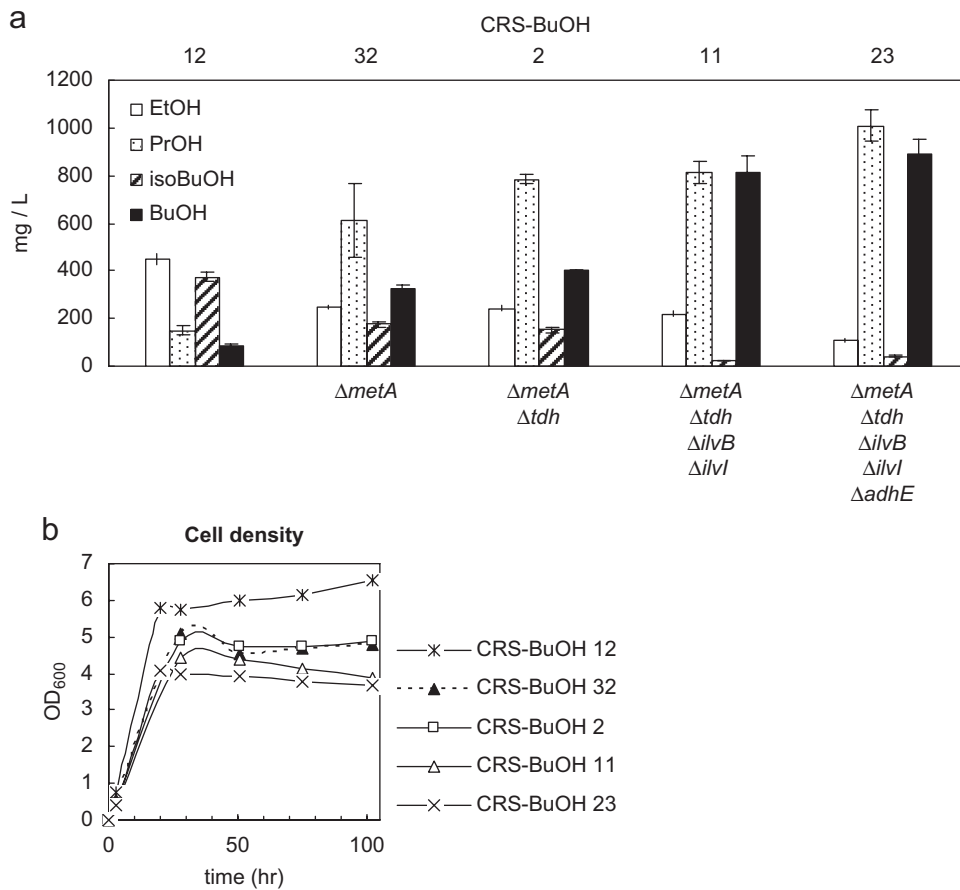 a
CRS-BuOH
12 32 2 11 23
1200
1000
800
600
400
200
0
mg / L
EtOH
PrOH
isoBuOH
BuOH
ΔmetA ΔmetA ΔmetA ΔmetA
Δtdh Δtdh Δtdh
ΔilvB ΔilvB
ΔilvI ΔilvI
ΔadhE
b
Cell density
7
6
5
4
3
2
1
0
OD600
0 50 100
time (hr)
CRS-BuOH 12
CRS-BuOH 32
CRS-BuOH 2
CRS-BuOH 11
CRS-BuOH 23